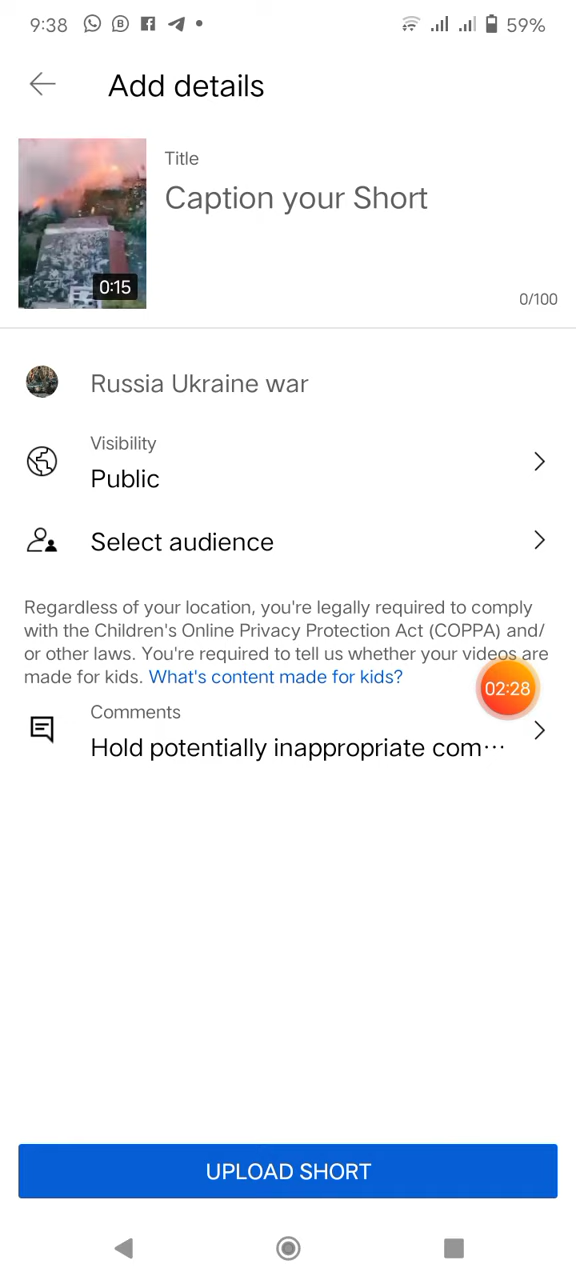 9:38 59%
Add details
Title
Caption your Short
0:15
0/100
Russia Ukraine war
Visibility
Public
Select audience
Regardless of your location, you're legally required to comply
with the Children's Online Privacy Protection Act (COPPA) and/
or other laws. You're required to tell us whether your videos are
made for kids. What's content made for kids?
02:28
Comments
Hold potentially inappropriate com···
UPLOAD SHORT